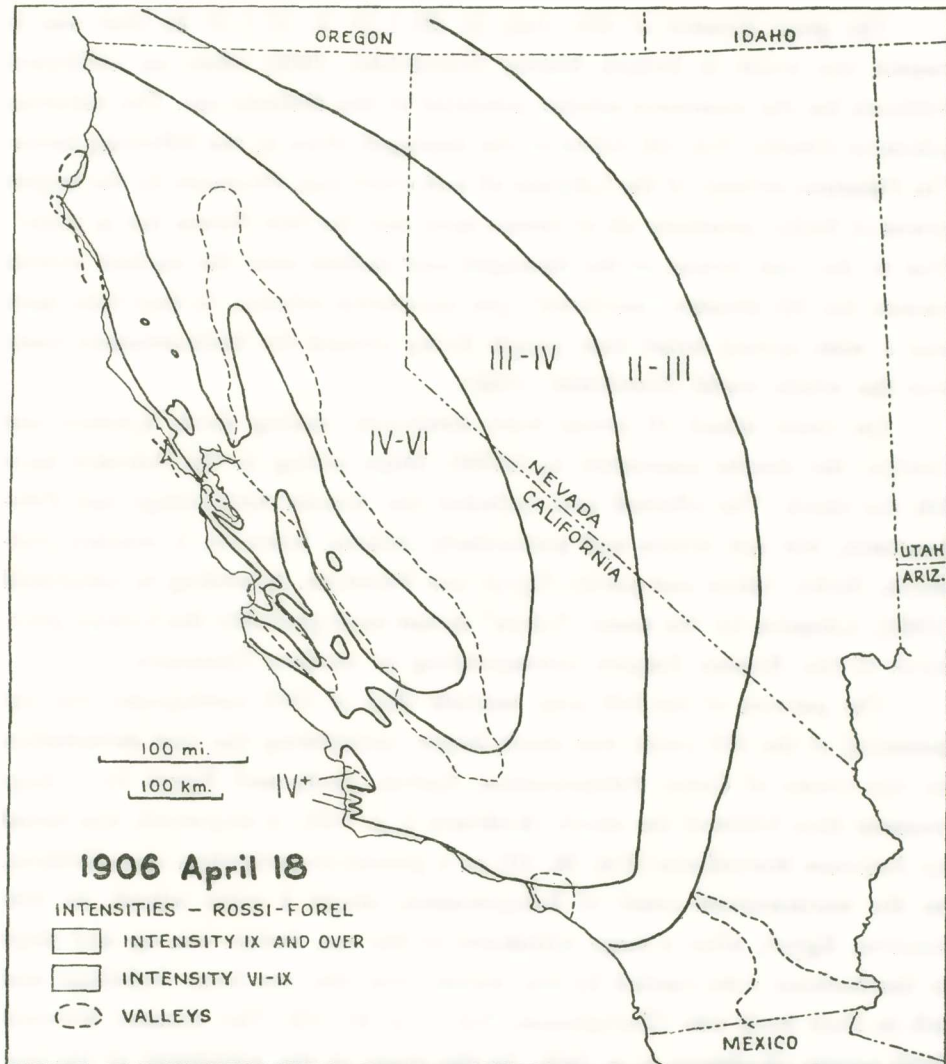 OREGON
IDAHO
III-IV
II-III
IV-VI
NEVADA
CALIFORNIA
UTAH
ARIZ.
100 mi.
100 km.
IV+
1906 April 18
INTENSITIES – ROSSI-FOREL
INTENSITY IX AND OVER
INTENSITY VI-IX
VALLEYS
MEXICO